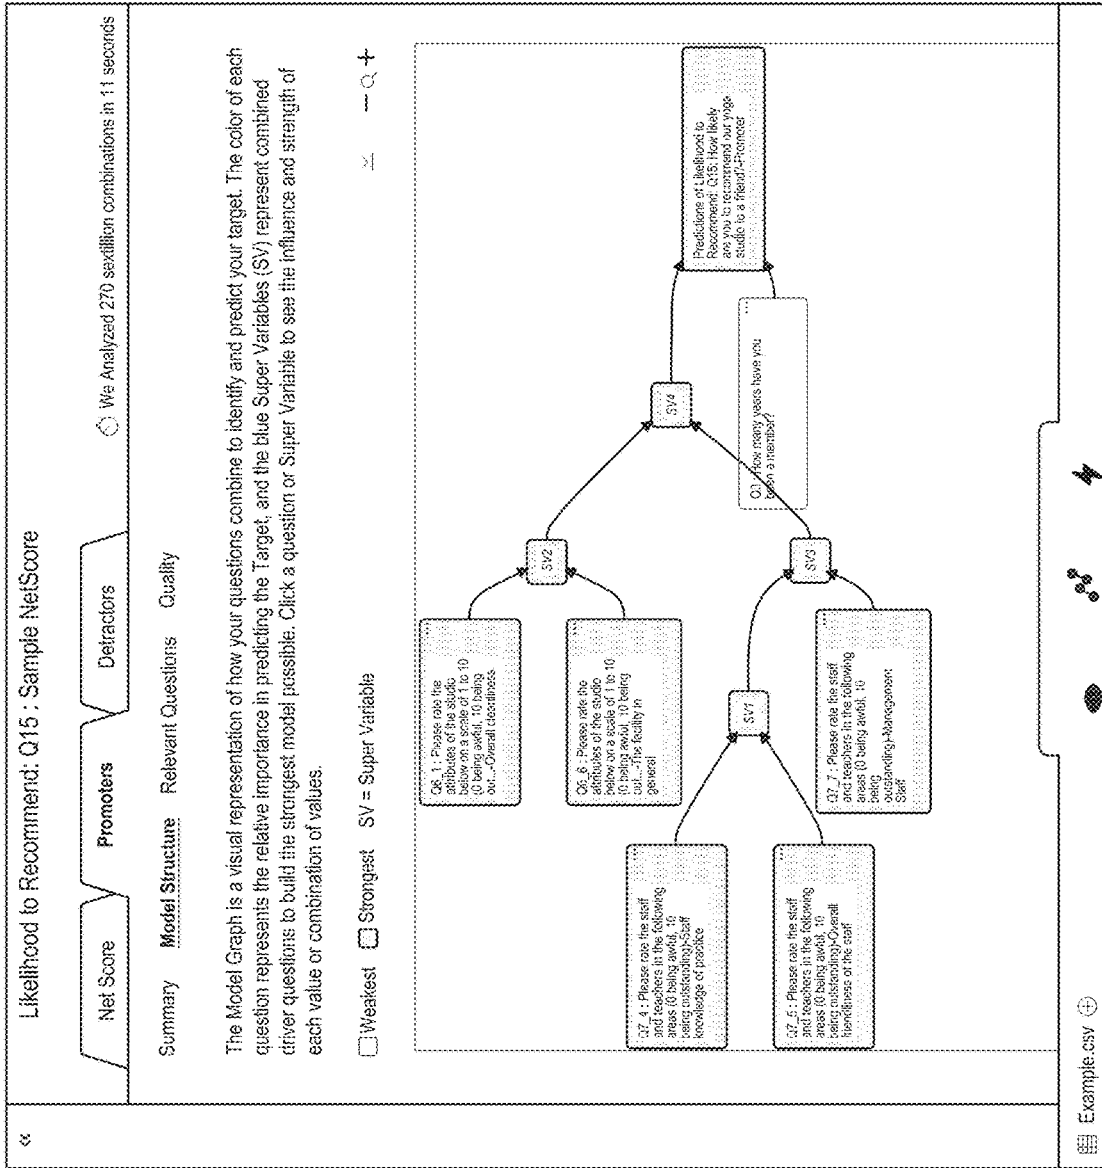 Likelihood to Recommend: Q15 : Sample NetScore
Net Score
Promoters
Detractors
We Analyzed 270 sextillion combinations in 11 seconds
Summary
Model Structure
Relevant Questions
Quality
The Model Graph is a visual representation of how your questions combine to identify and predict your target. The color of each
question represents the relative importance in predicting the Target, and the blue Super Variables (SV) represent combined
driver questions to build the strongest model possible. Click a question or Super Variable to see the influence and strength of
each value or combination of values.
Weakest
Strongest
SV = Super Variable
Q6_1 : Please rate the
attributes of the studio
below on a scale of 1 to 10
(0 being awful, 10 being
out...-Overall cleanliness
Q6_6 : Please rate the
attributes of the studio
below on a scale of 1 to 10
(0 being awful, 10 being
out...-The facility in
general
SV2
Q7_4 : Please rate the staff
and teachers in the following
areas (0 being awful, 10
being outstanding)-Staff
knowledge of practice
Q7_5 : Please rate the staff
and teachers in the following
areas (0 being awful, 10
being outstanding)-Overall
friendliness of the staff
SV1
Q7_7 : Please rate the staff
and teachers in the following
areas (0 being awful, 10
being
outstanding)-Management
Staff
SV3
SV4
How many years have you
been a member?
Predictions of Likelihood to
Recommend: Q15: How likely
are you to recommend our yoga
studio to a friend?-Promoter
Example.csv